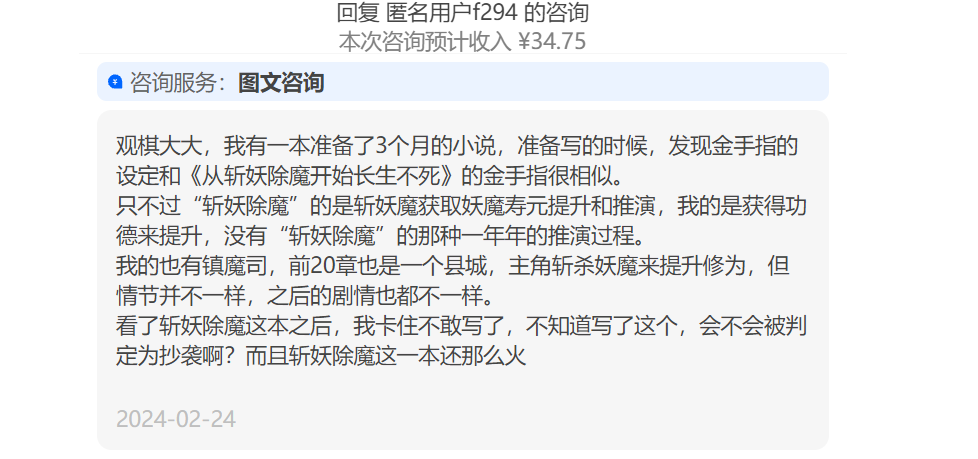 回复 匿名用户f294 的咨询
本次咨询预计收入 ¥34.75
咨询服务：图文咨询
观棋大大，我有一本准备了3个月的小说，准备写的时候，发现金手指的
设定和《从斩妖除魔开始长生不死》的金手指很相似。
只不过“斩妖除魔”的是斩妖魔获取妖魔寿元提升和推演，我的是获得功
德来提升，没有“斩妖除魔”的那种一年年的推演过程。
我的也有镇魔司，前20章也是一个县城，主角斩杀妖魔来提升修为，但
情节并不一样，之后的剧情也都不一样。
看了斩妖除魔这本之后，我卡住不敢写了，不知道写了这个，会不会被判
定为抄袭啊？而且斩妖除魔这一本还那么火
2024-02-24